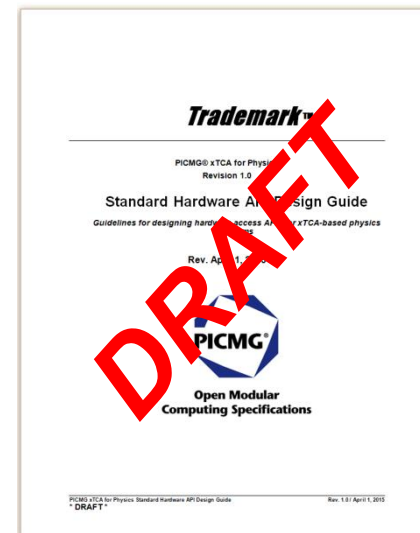 Trademark™
PICMG® xTCA for Physics
Revision 1.0
Standard Hardware API Design Guide
Guidelines for designing hardware access for xTCA-based physics
Rev. April 1,
DRAFT
PICMG®
Open Modular
Computing Specifications
PICMG xTCA for Physics Standard Hardware API Design Guide Rev. 1.0 / April 1, 2015
* DRAFT *